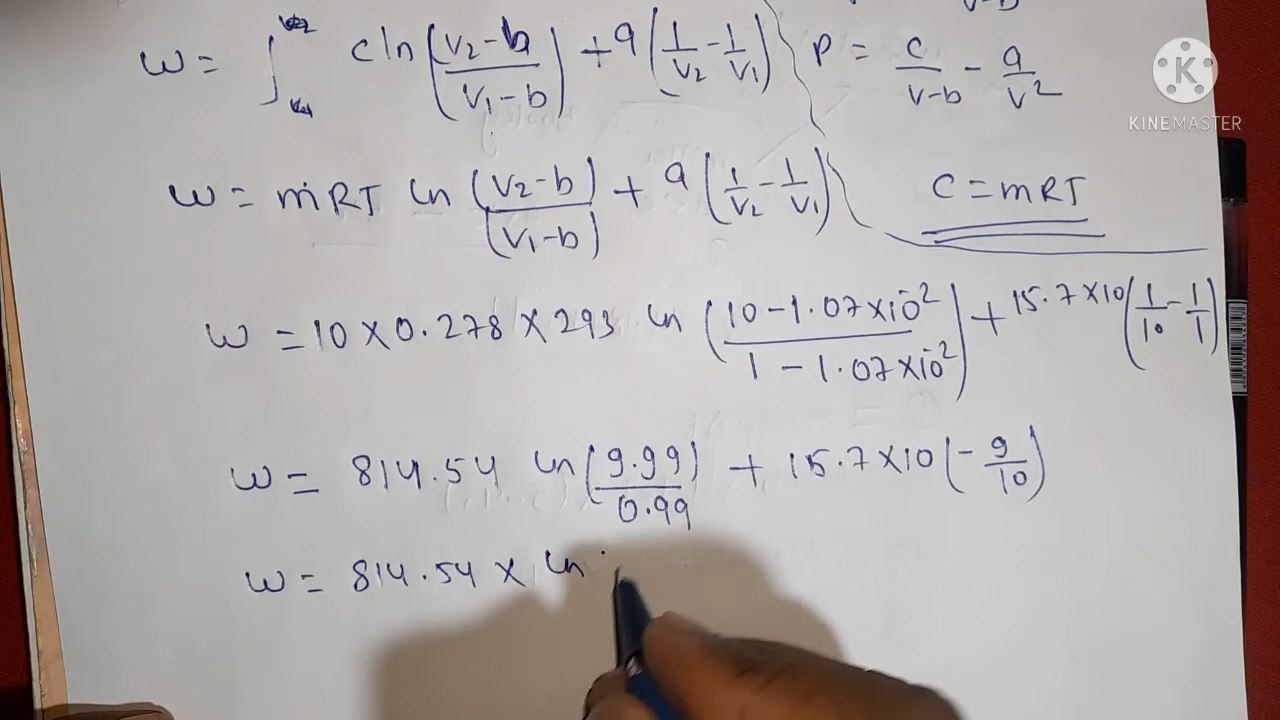 v-b
w = ∫ c ln((v2-b)/(v1-b)) + a(1/v2 - 1/v1)
P = c/(v-b) - a/v²
KINEMASTER
w = mRT ln((v2-b)/(v1-b)) + a(1/v2 - 1/v1)
C = mRT
w = 10 × 0.278 × 293 ln((10-1.07×10^-2)/(1-1.07×10^-2)) + 15.7×10(1/10 - 1/1)
w = 814.54 ln(9.99/0.99) + 15.7×10(-9/10)
w = 814.54 × ln